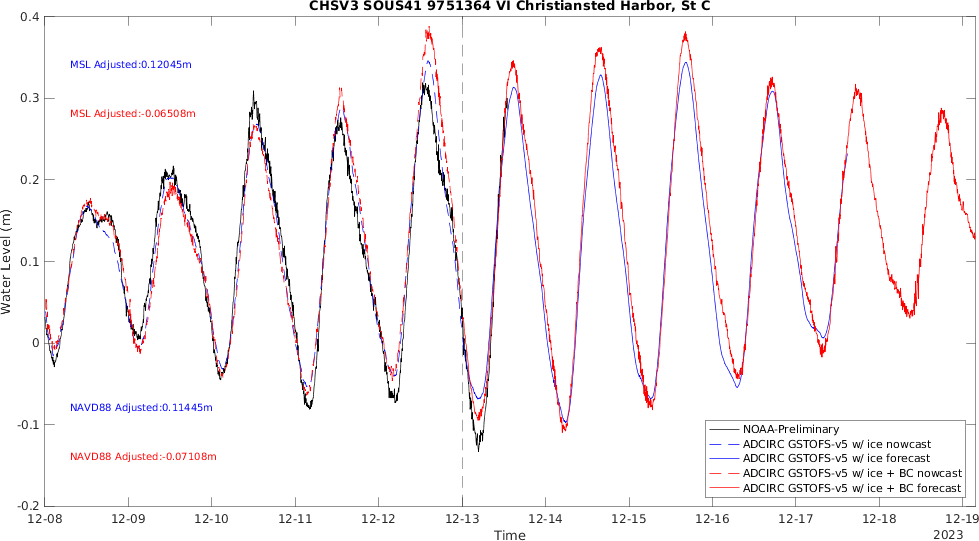 CHSV3 SOUS41 9751364 VI Christiansted Harbor, St C
0.4
0.3
0.2
0.1
0
-0.1
-0.2
Water Level (m)
MSL Adjusted:0.12045m
MSL Adjusted:-0.06508m
NAVD88 Adjusted:0.11445m
NAVD88 Adjusted:-0.07108m
NOAA-Preliminary
ADCIRC GSTOFS-v5 w/ ice nowcast
ADCIRC GSTOFS-v5 w/ ice forecast
ADCIRC GSTOFS-v5 w/ ice + BC nowcast
ADCIRC GSTOFS-v5 w/ ice + BC forecast
12-08 12-09 12-10 12-11 12-12 12-13 12-14 12-15 12-16 12-17 12-18 12-19
Time
2023